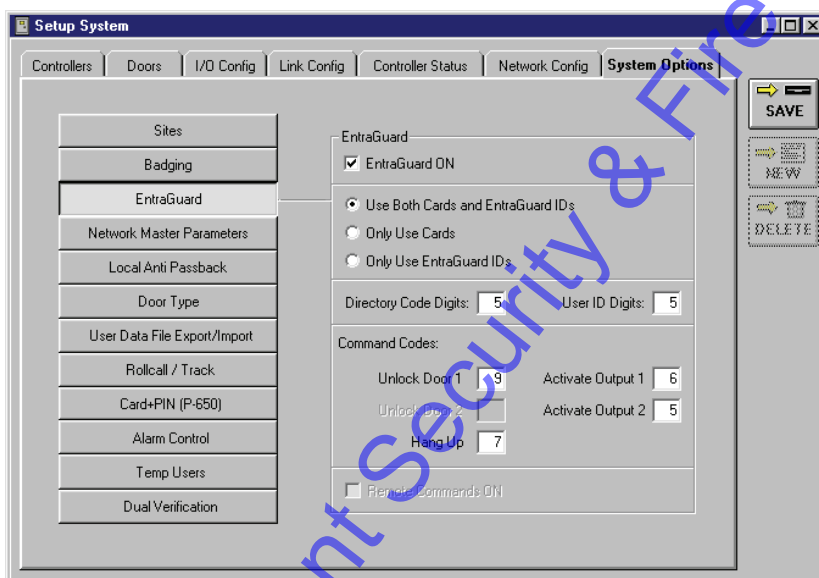 Setup System
Controllers
Doors
I/O Config
Link Config
Controller Status
Network Config
System Options
SAVE
NEW
DELETE
Sites
Badging
EntraGuard
Network Master Parameters
Local Anti Passback
Door Type
User Data File Export/Import
Rollcall / Track
Card+PIN (P-650)
Alarm Control
Temp Users
Dual Verification
EntraGuard
EntraGuard ON
Use Both Cards and EntraGuard IDs
Only Use Cards
Only Use EntraGuard IDs
Directory Code Digits: 5
User ID Digits: 5
Command Codes:
Unlock Door 1 9
Activate Output 1 6
Unlock Door 2
Activate Output 2 5
Hang Up 7
Remote Commands ON
nt Security & Fire